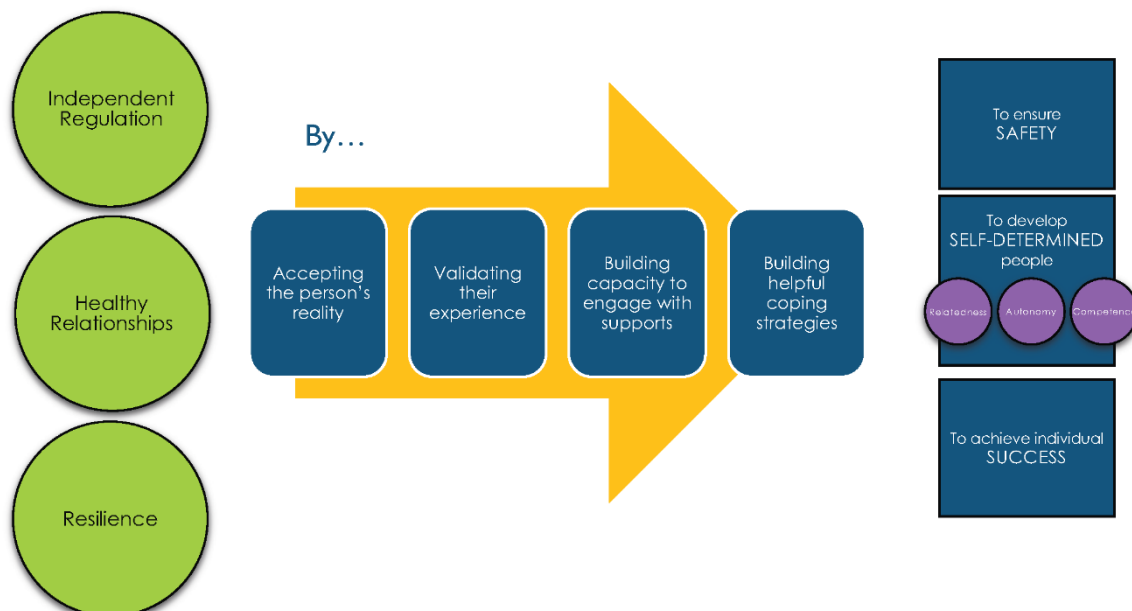 Independent
Regulation
Healthy
Relationships
Resilience
By...
Accepting
the person's
reality
Validating
their
experience
Building
capacity to
engage with
supports
Building
helpful
coping
strategies
To ensure
SAFETY
To develop
SELF-DETERMINED
people
Relatedness
Autonomy
Competence
To achieve individual
SUCCESS